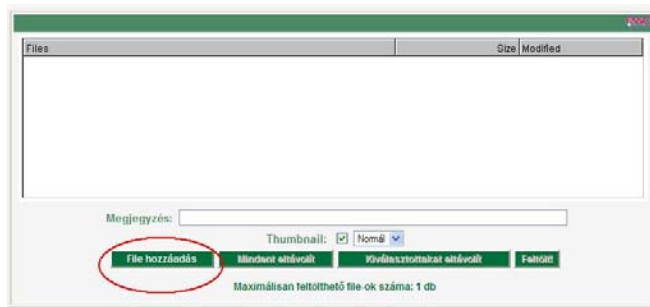 Files Size Modified
Megjegyzés:
Thumbnail: Normál
File hozzáadás Mindent eltávolít Kiválasztottakat eltávolít Feltölt!
Maximálisan feltölthető file-ok száma: 1 db